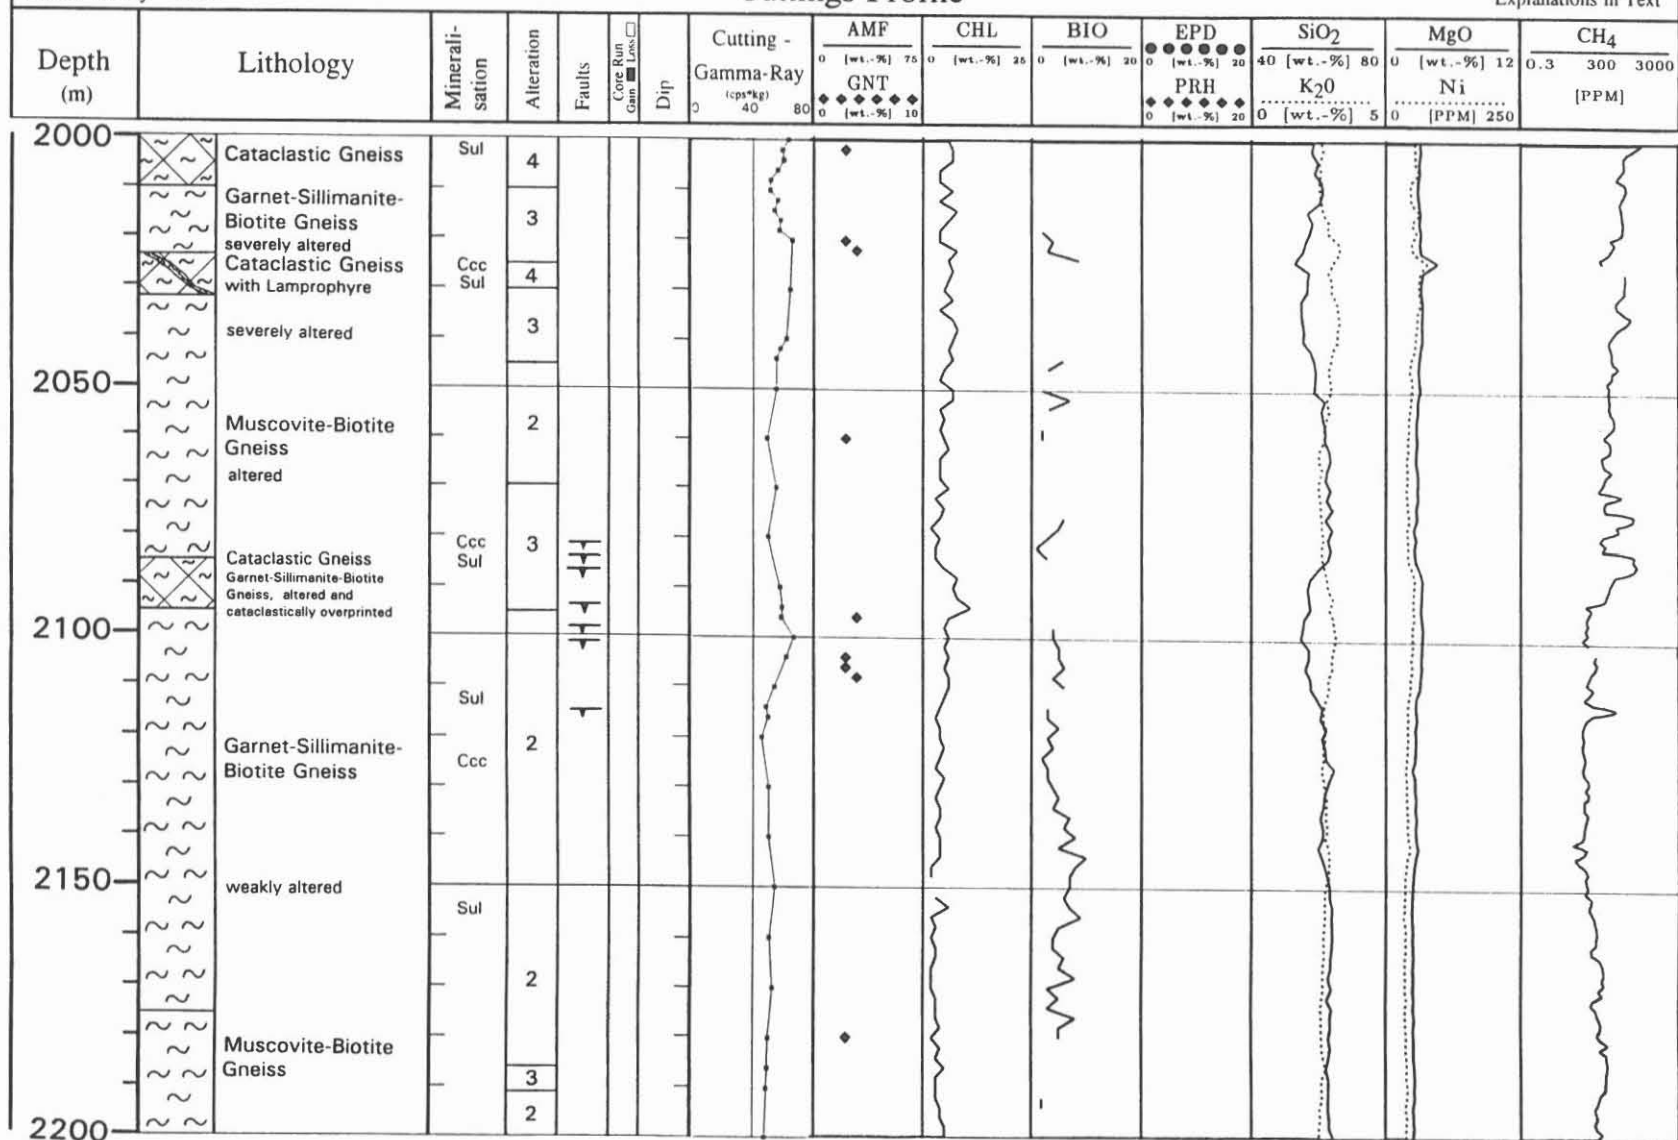 Explanations in Text
Depth
(m)
Lithology
Minerali-
sation
Alteration
Faults
Core Run
Gain Loss
Dip
Cutting -
Gamma-Ray
(cps*kg)
0 40 80
AMF
0 [wt.-%] 75
GNT
0 [wt.-%] 10
CHL
0 [wt.-%] 25
BIO
0 [wt.-%] 20
EPD
0 [wt.-%] 20
PRH
0 [wt.-%] 20
SiO2
40 [wt.-%] 80
K2O
0 [wt.-%] 5
MgO
0 [wt.-%] 12
Ni
0 [PPM] 250
CH4
0.3 300 3000
[PPM]
2000
Cataclastic Gneiss
Sul
4
Garnet-Sillimanite-
Biotite Gneiss
severely altered
3
Cataclastic Gneiss
with Lamprophyre
Ccc
Sul
4
severely altered
3
2050
Muscovite-Biotite
Gneiss
altered
2
Cataclastic Gneiss
Garnet-Sillimanite-Biotite
Gneiss, altered and
cataclastically overprinted
Ccc
Sul
3
2100
Sul
Garnet-Sillimanite-
Biotite Gneiss
Ccc
2
2150
weakly altered
Sul
2
Muscovite-Biotite
Gneiss
3
2
2200